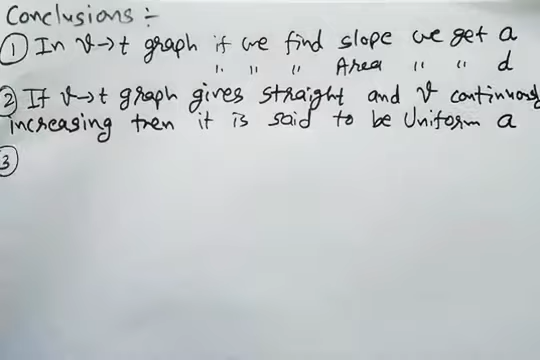 Conclusions :-
① In v→t graph if we find slope we get a
" " " Area " " d
② If v→t graph gives straight and v continuously
increasing then it is said to be Uniform a
③